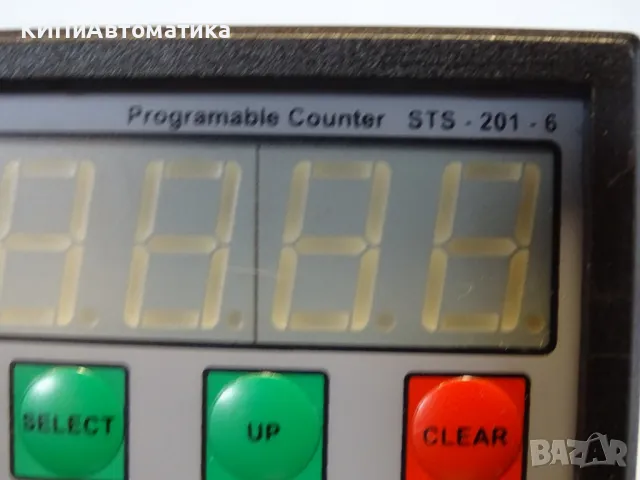 КИПиАвтоматика
Programable Counter STS - 201 - 6
SELECT
UP
CLEAR
BAZAR